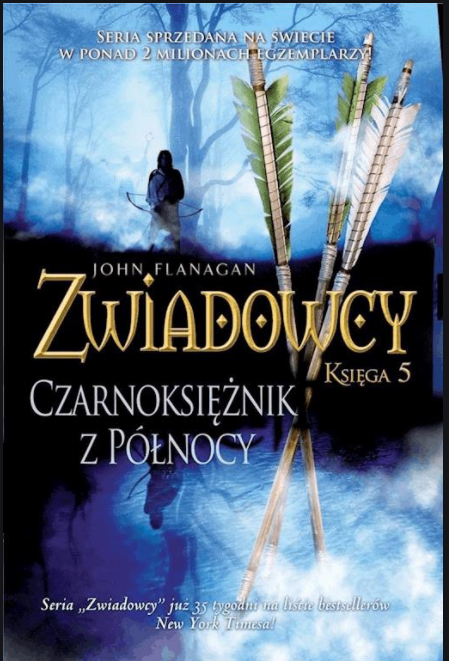 Seria sprzedana na świecie
w ponad 2 milionach egzemplarzy!
JOHN FLANAGAN
Zwiadowcy
Księga 5
Czarnoksiężnik
z Północy
Seria „Zwiadowcy” już 35 tygodni na liście bestsellerów
New York Timesa!